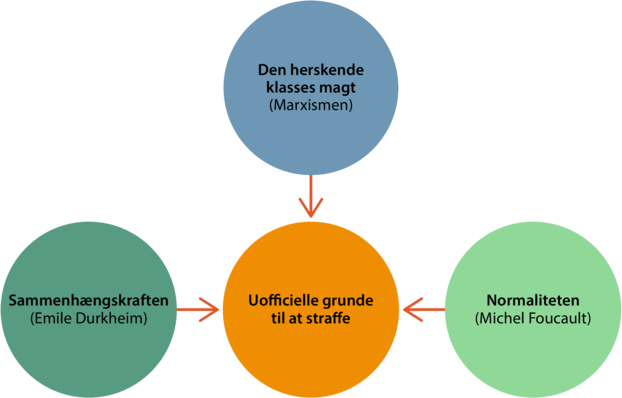 Den herskende
klasses magt
(Marxismen)
Sammenhængskraften
(Emile Durkheim)
Uofficielle grunde
til at straffe
Normaliteten
(Michel Foucault)